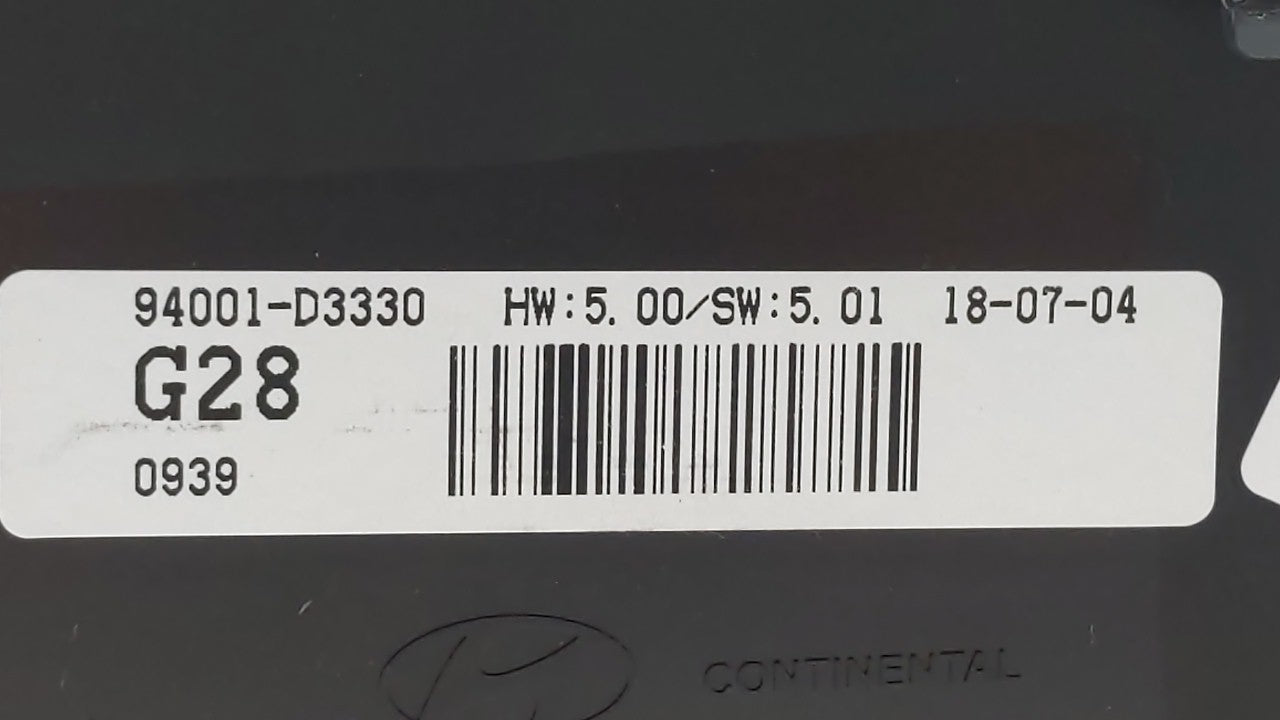 94001-D3330 HW:5.00/SW:5.01 18-07-04
G28
0939
CONTINENTAL